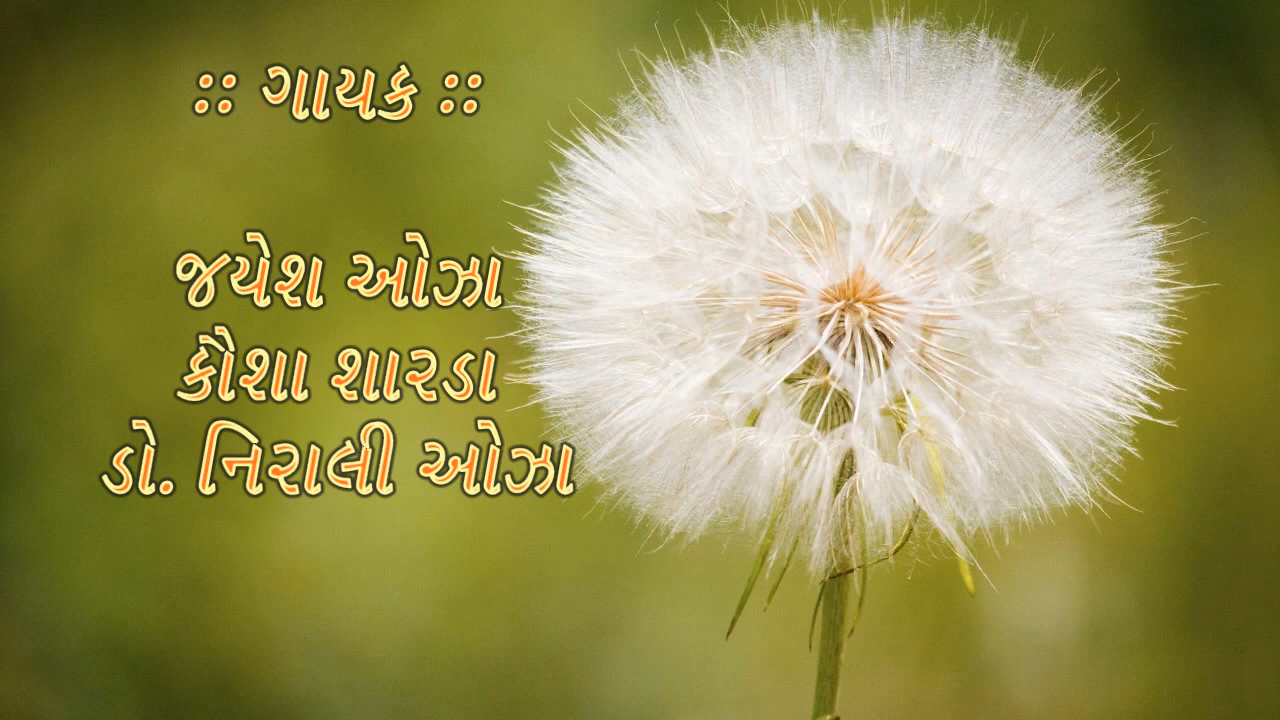 :: ગાયક ::
જયેશ ઓઝા
કૌશા શારડા
ડો. નિરાલી ઓઝા